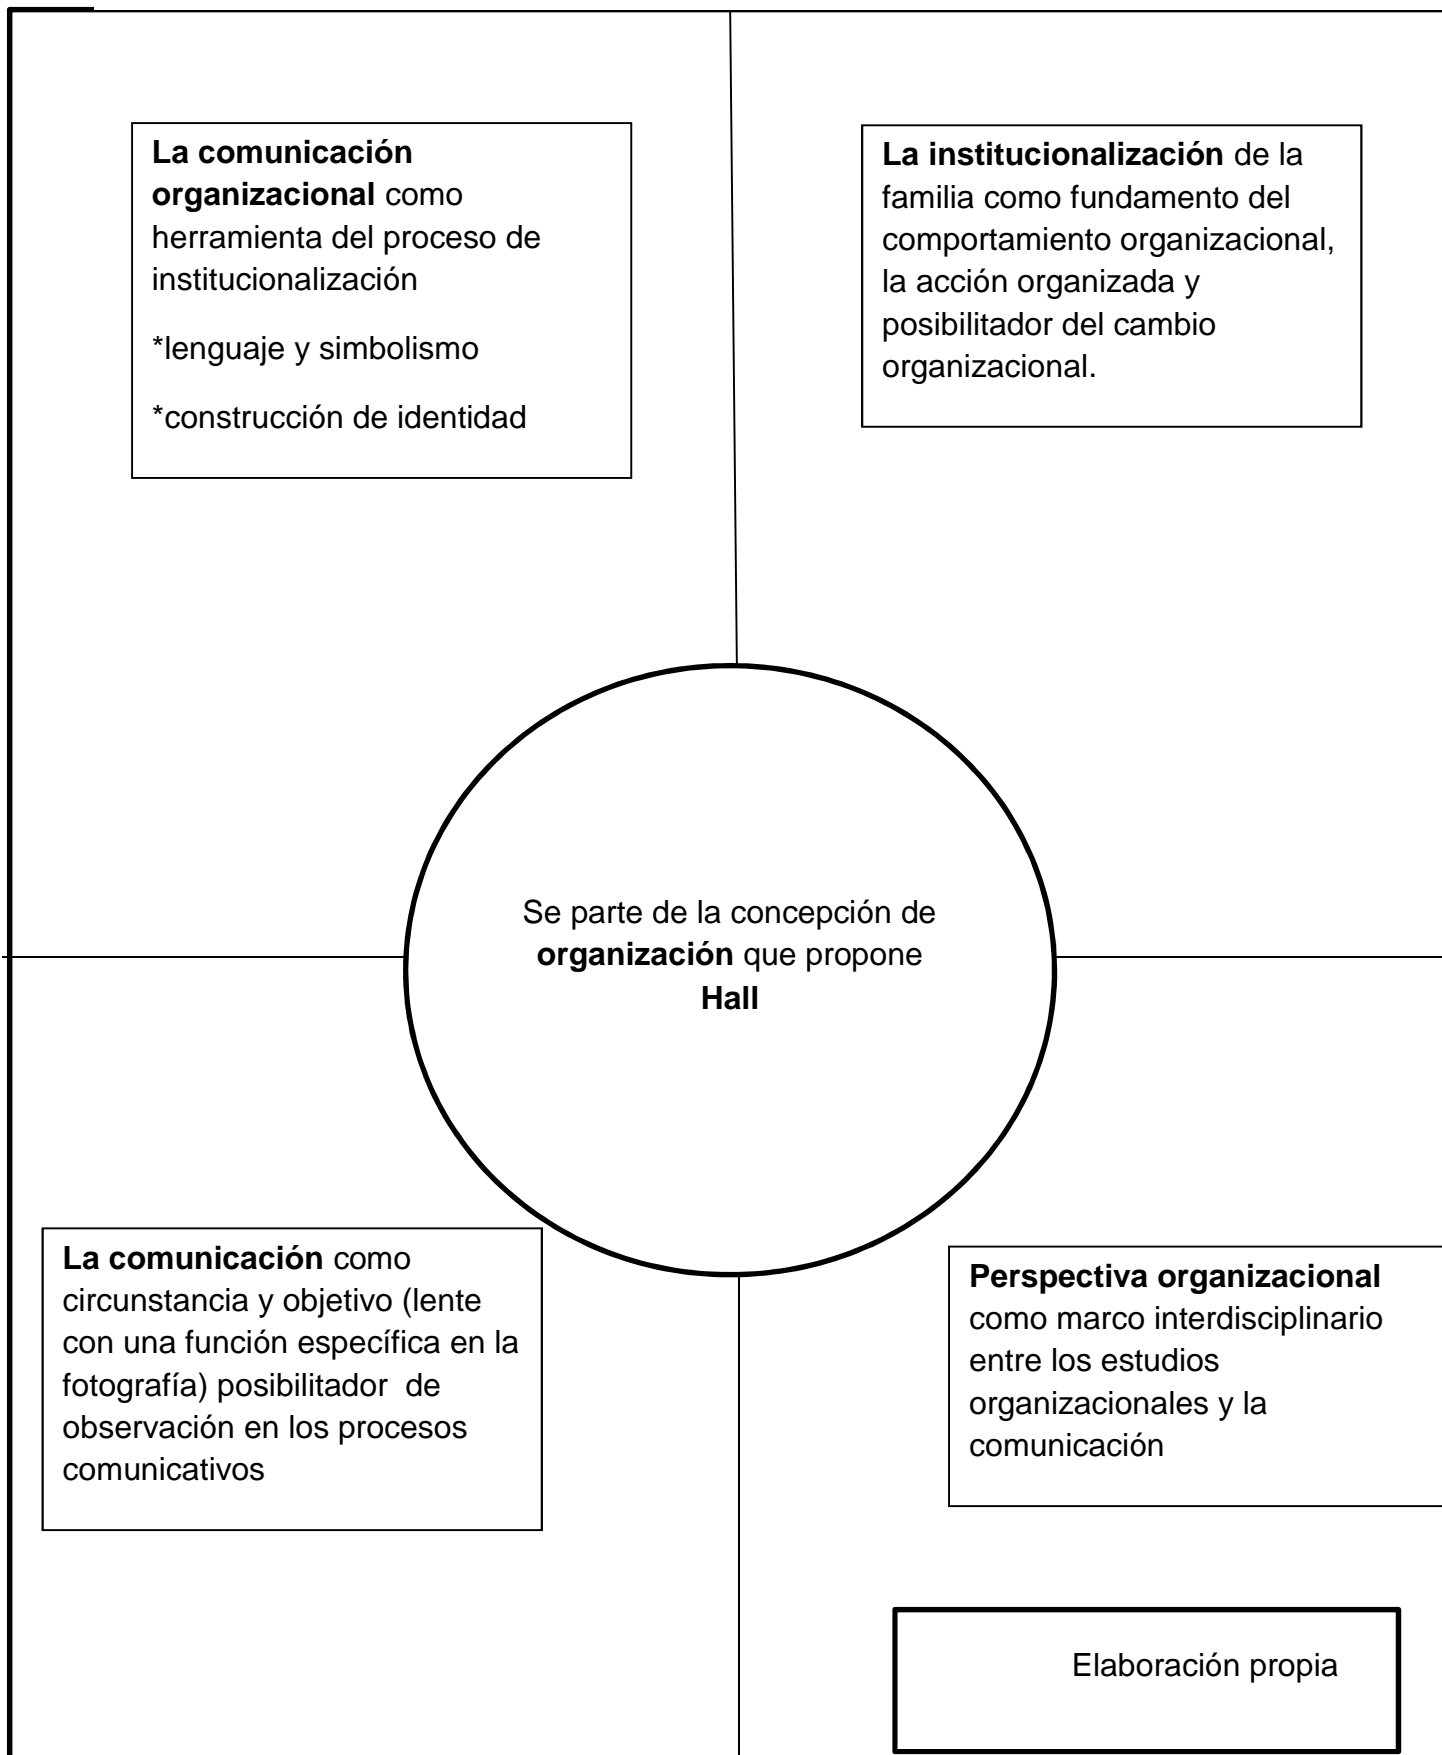 La comunicación
organizacional como
herramienta del proceso de
institucionalización
*lenguaje y simbolismo
*construcción de identidad
La institucionalización de la
familia como fundamento del
comportamiento organizacional,
la acción organizada y
posibilitador del cambio
organizacional.
Se parte de la concepción de
organización que propone
Hall
La comunicación como
circunstancia y objetivo (lente
con una función específica en la
fotografía) posibilitador  de
observación en los procesos
comunicativos
Perspectiva organizacional
como marco interdisciplinario
entre los estudios
organizacionales y la
comunicación
Elaboración propia